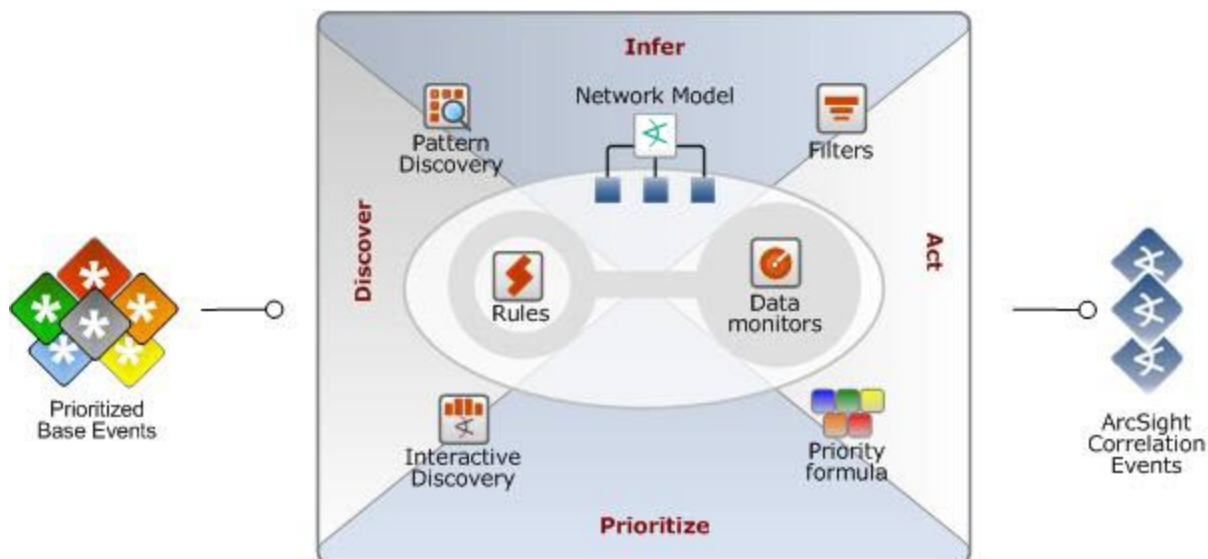 Infer
Network Model
Pattern
Discovery
Filters
Discover
Act
Rules
Data
monitors
Prioritized
Base Events
Interactive
Discovery
Priority
formula
ArcSight
Correlation
Events
Prioritize